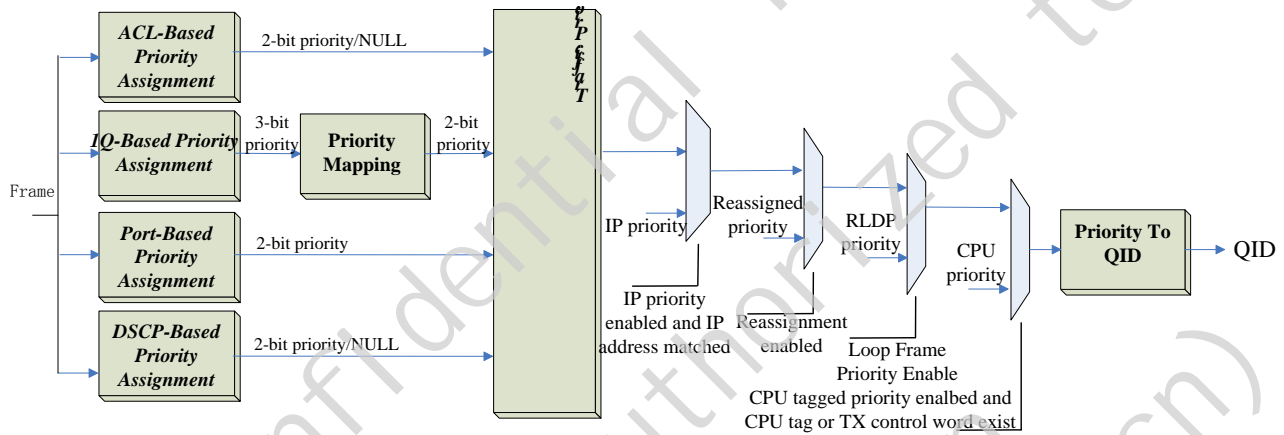 ACL-Based
Priority
Assignment
2-bit priority/NULL
1Q-Based Priority
Assignment
3-bit
priority
Priority
Mapping
2-bit
priority
Frame
Port-Based
Priority
Assignment
2-bit priority
DSCP-Based
Priority
Assignment
2-bit priority/NULL
IP priority
IP priority
enabled and IP
address matched
Reassigned
priority
Reassignment
enabled
RLDP
priority
Loop Frame
Priority Enable
CPU
priority
CPU tagged priority enalbed and
CPU tag or TX control word exist
Priority To
QID
QID